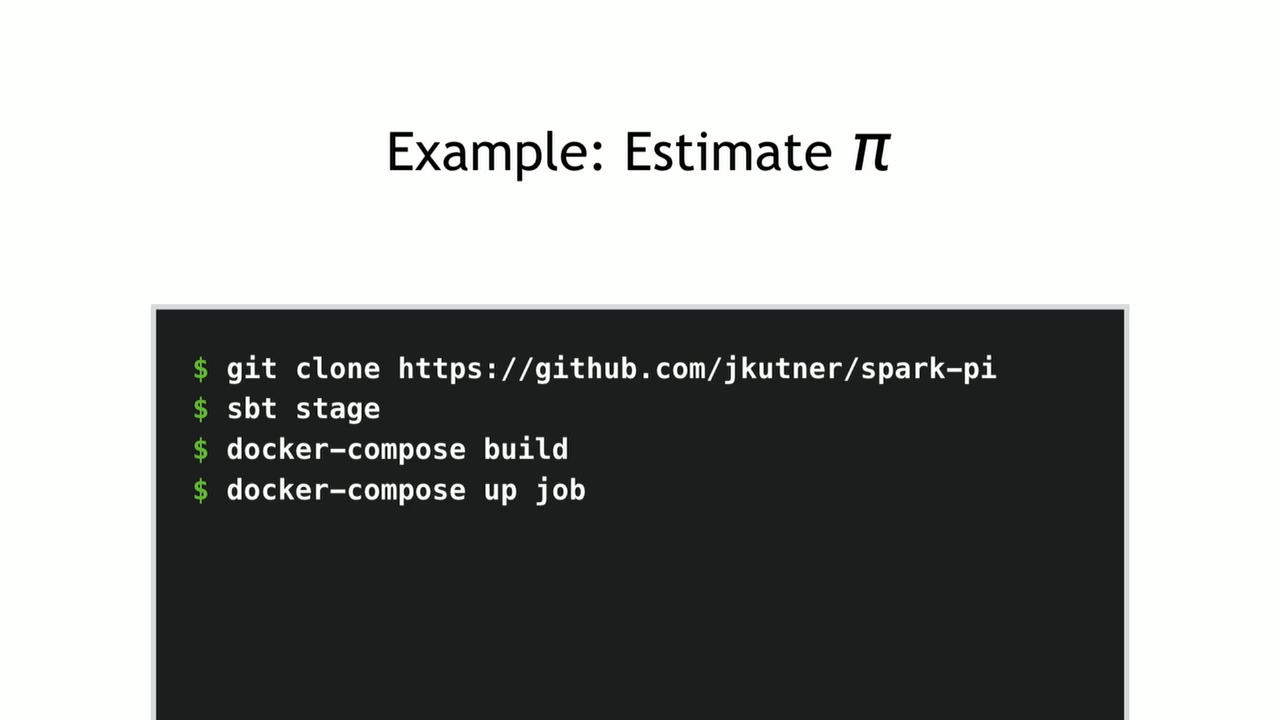 Example: Estimate π
$ git clone https://github.com/jkutner/spark-pi
$ sbt stage
$ docker-compose build
$ docker-compose up job